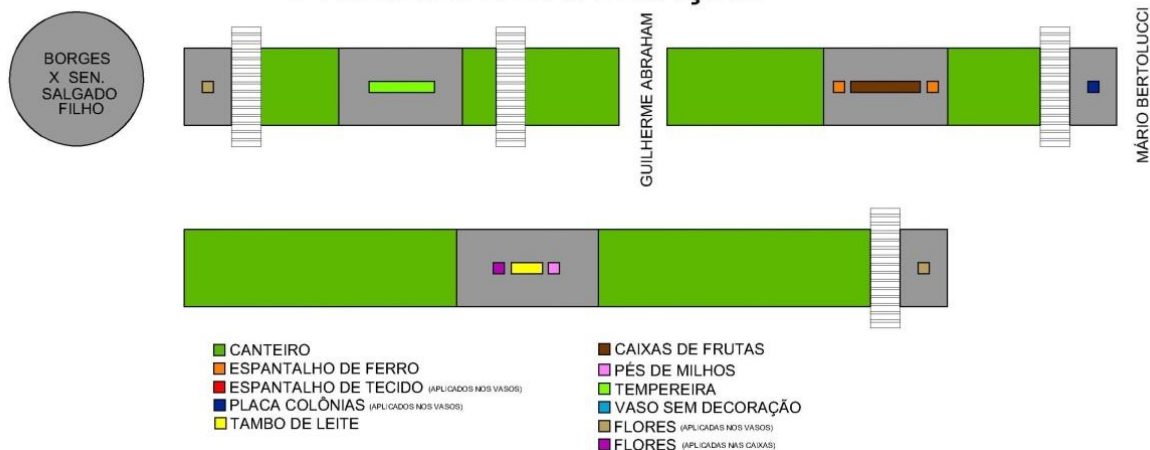 BORGES
X SEN.
SALGADO
FILHO
GUILHERME ABRAHAM
MÁRIO BERTOLUCCI
CANTEIRO
ESPANTALHO DE FERRO
ESPANTALHO DE TECIDO (APLICADOS NOS VASOS)
PLACA COLÔNIAS (APLICADOS NOS VASOS)
TAMBO DE LEITE
CAIXAS DE FRUTAS
PÉS DE MILHOS
TEMPEREIRA
VASO SEM DECORAÇÃO
FLORES (APLICADAS NOS VASOS)
FLORES (APLICADAS NAS CAIXAS)